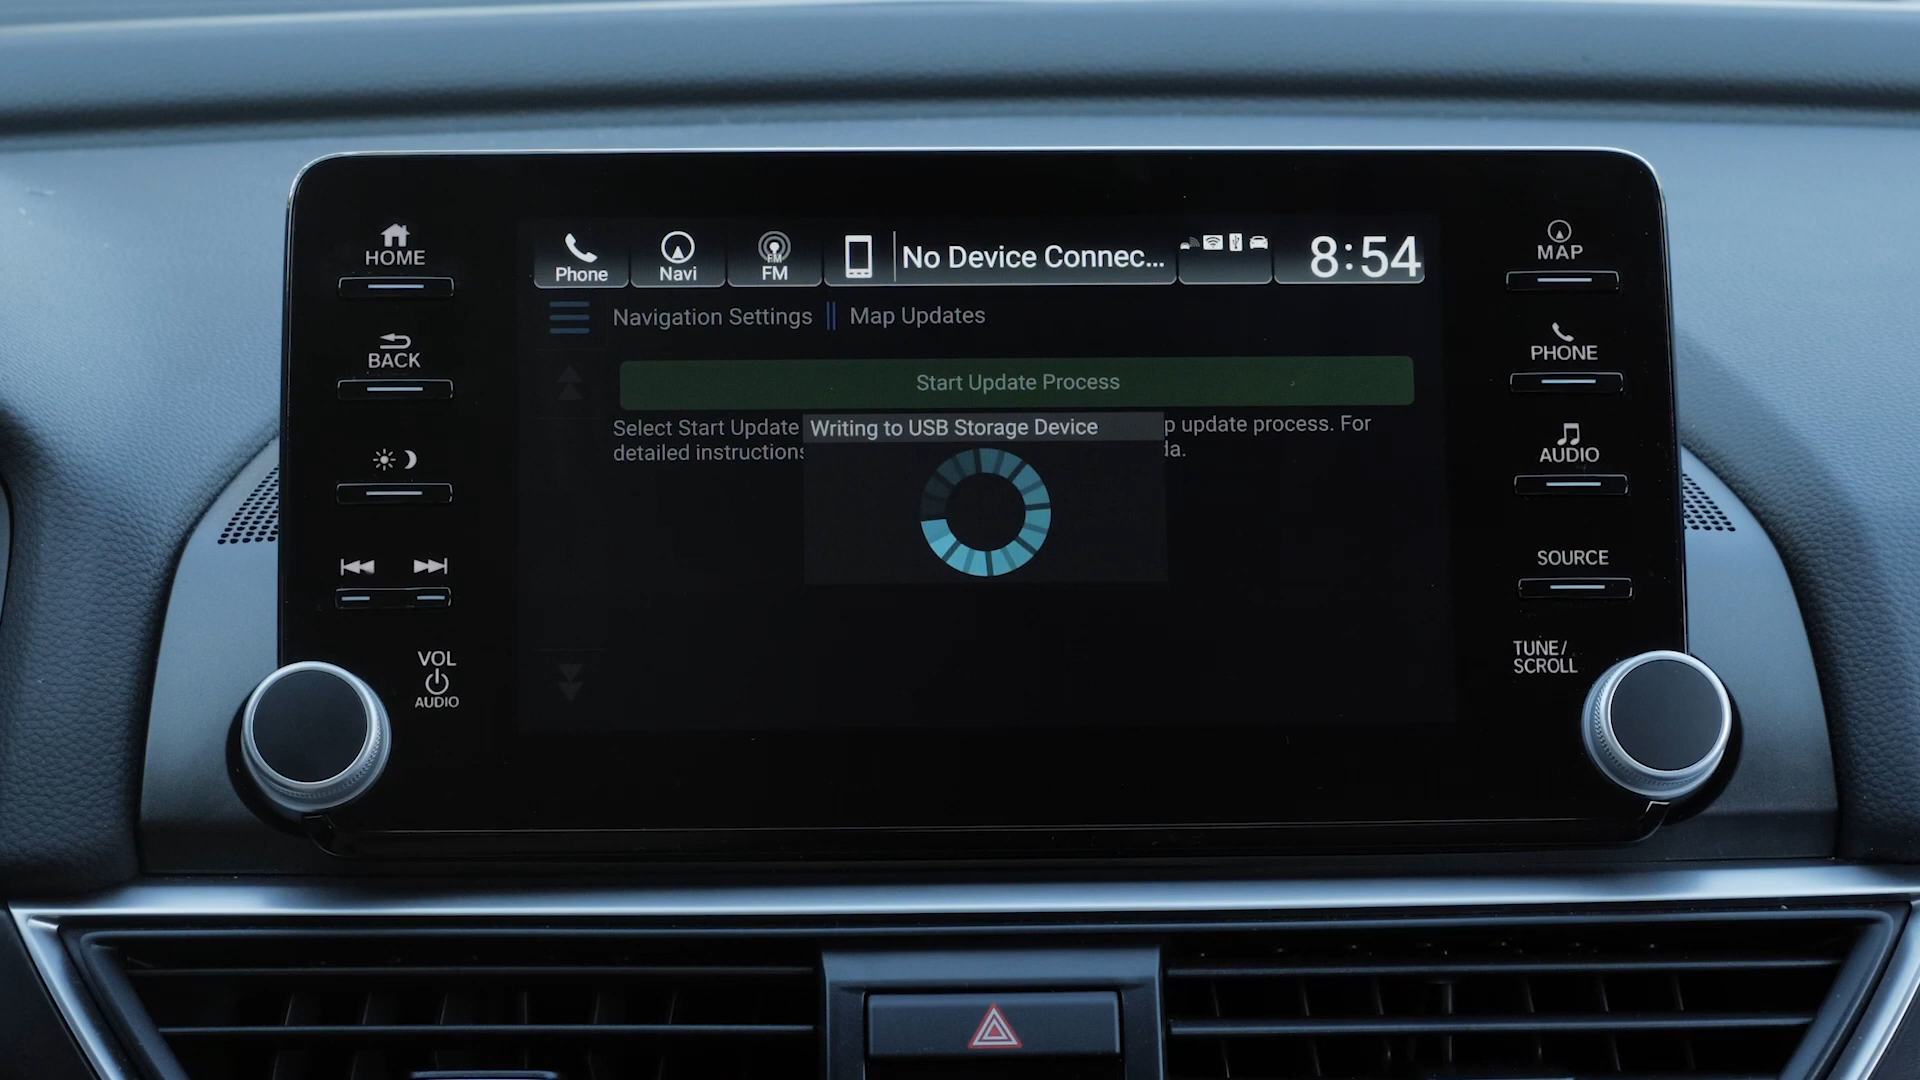 HOME
BACK
VOL
AUDIO
Phone
Navi
FM
FM
No Device Connec...
8:54
Navigation Settings || Map Updates
Start Update Process
Select Start Update
p update process. For
detailed instructions
da.
Writing to USB Storage Device
MAP
PHONE
AUDIO
SOURCE
TUNE/
SCROLL